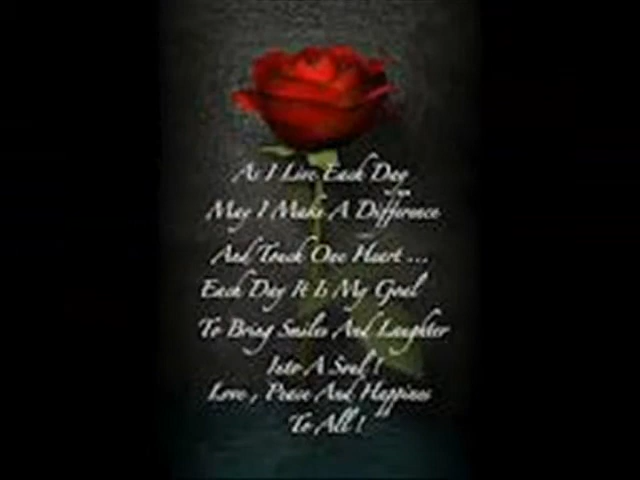 As I Live Each Day
May I Make A Difference
And Touch One Heart ...
Each Day It Is My Goal
To Bring Smiles And Laughter
Into A Soul !
Love , Peace And Happines
To All !